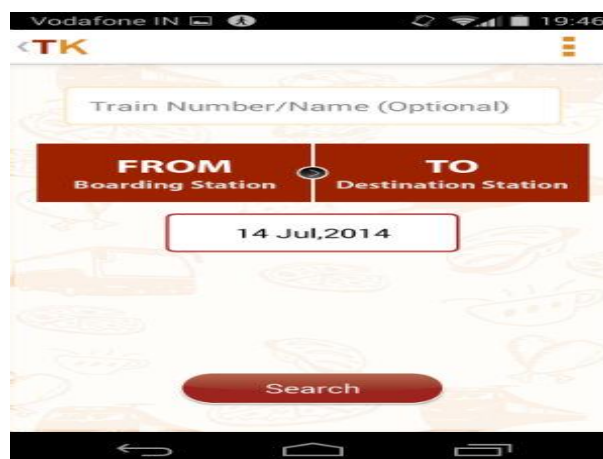 Vodafone IN 19:46
TK
Train Number/Name (Optional)
FROM TO
Boarding Station Destination Station
14 Jul,2014
Search